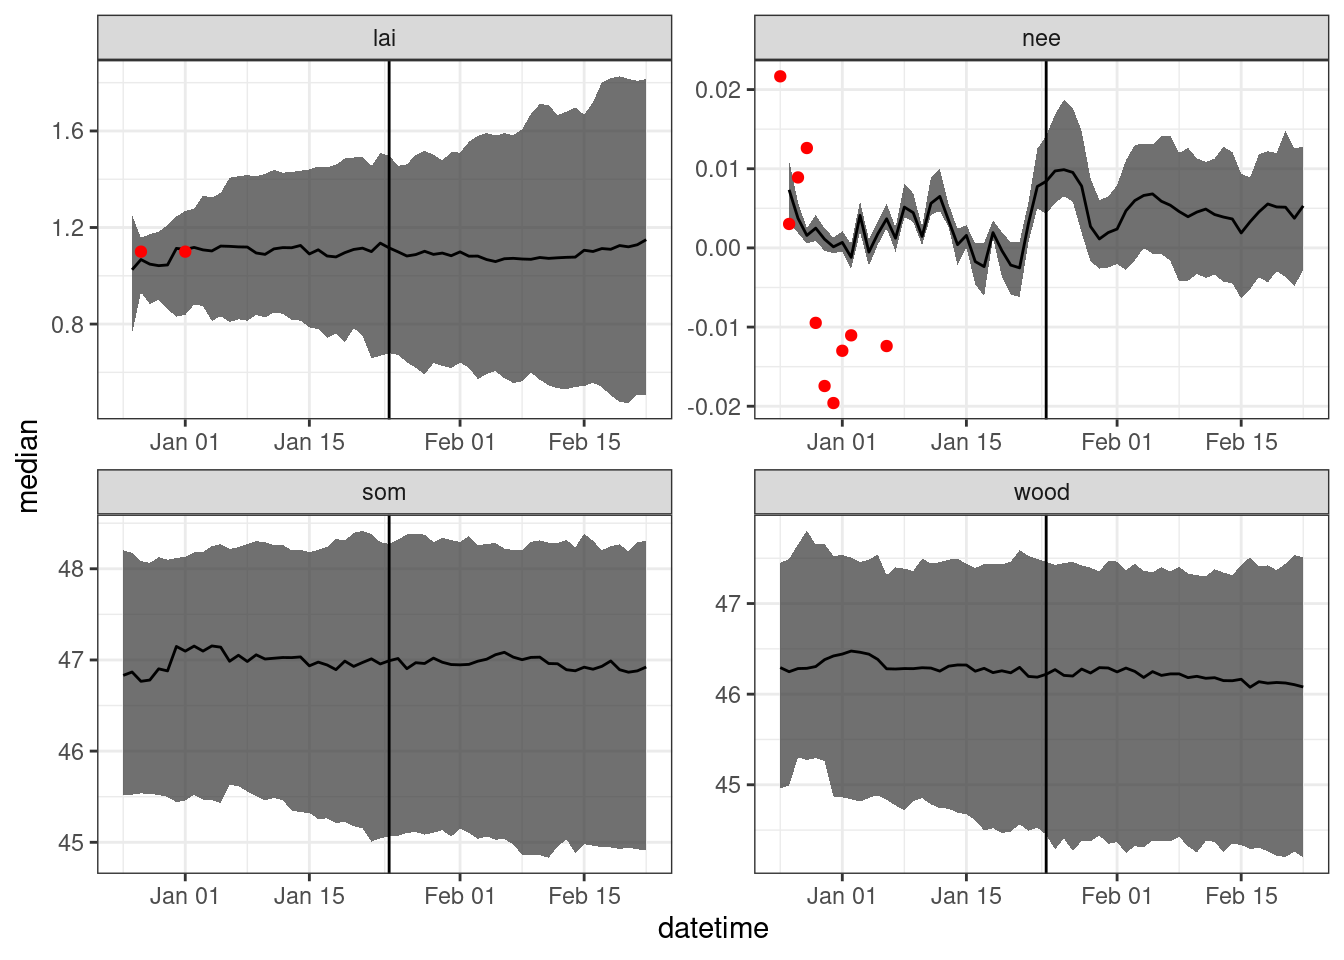 lai
nee
1.6
1.2
0.8
0.02
0.01
0.00
-0.01
-0.02
Jan 01 Jan 15 Feb 01 Feb 15
Jan 01 Jan 15 Feb 01 Feb 15
median
som
wood
48
47
46
45
47
46
45
Jan 01 Jan 15 Feb 01 Feb 15
Jan 01 Jan 15 Feb 01 Feb 15
datetime